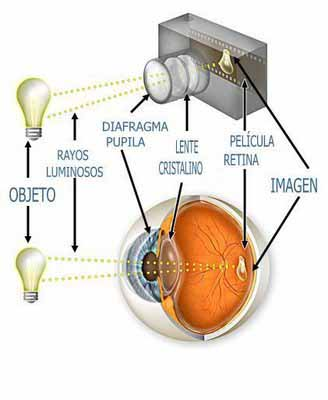 DIAFRAGMA
PUPILA
LENTE
CRISTALINO
PELÍCULA
RETINA
RAYOS
LUMINOSOS
OBJETO
IMAGEN